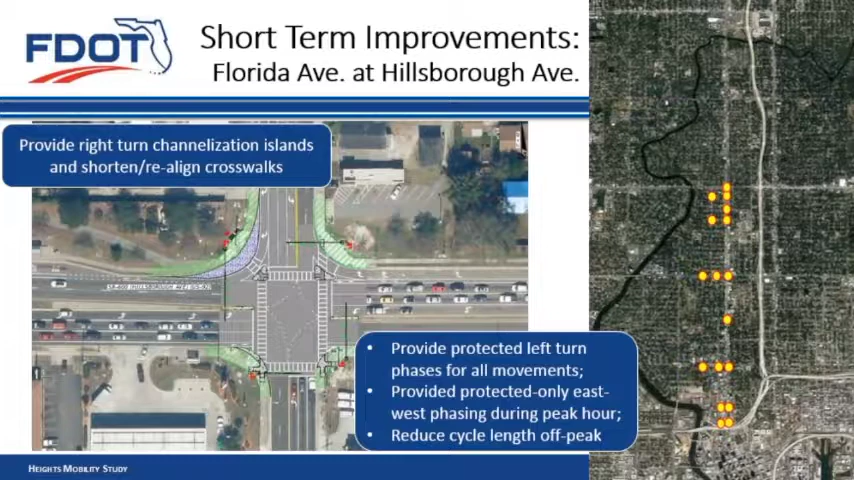 FDOT
Short Term Improvements:
Florida Ave. at Hillsborough Ave.
Provide right turn channelization islands
and shorten/re-align crosswalks
• Provide protected left turn
phases for all movements;
• Provided protected-only east-
west phasing during peak hour;
• Reduce cycle length off-peak
HEIGHTS MOBILITY STUDY